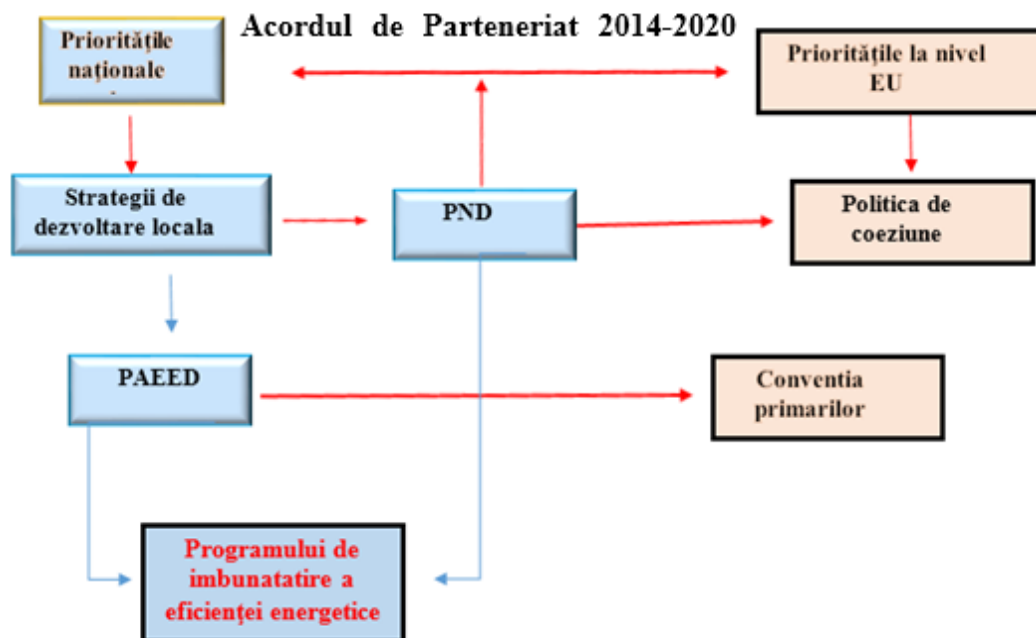 Acordul de Parteneriat 2014-2020
Prioritățile
naționale
Prioritățile la nivel
EU
Strategii de
dezvoltare locala
PND
Politica de
coeziune
PAEED
Conventia
primarilor
Programului de
imbunatatire a
eficienței energetice